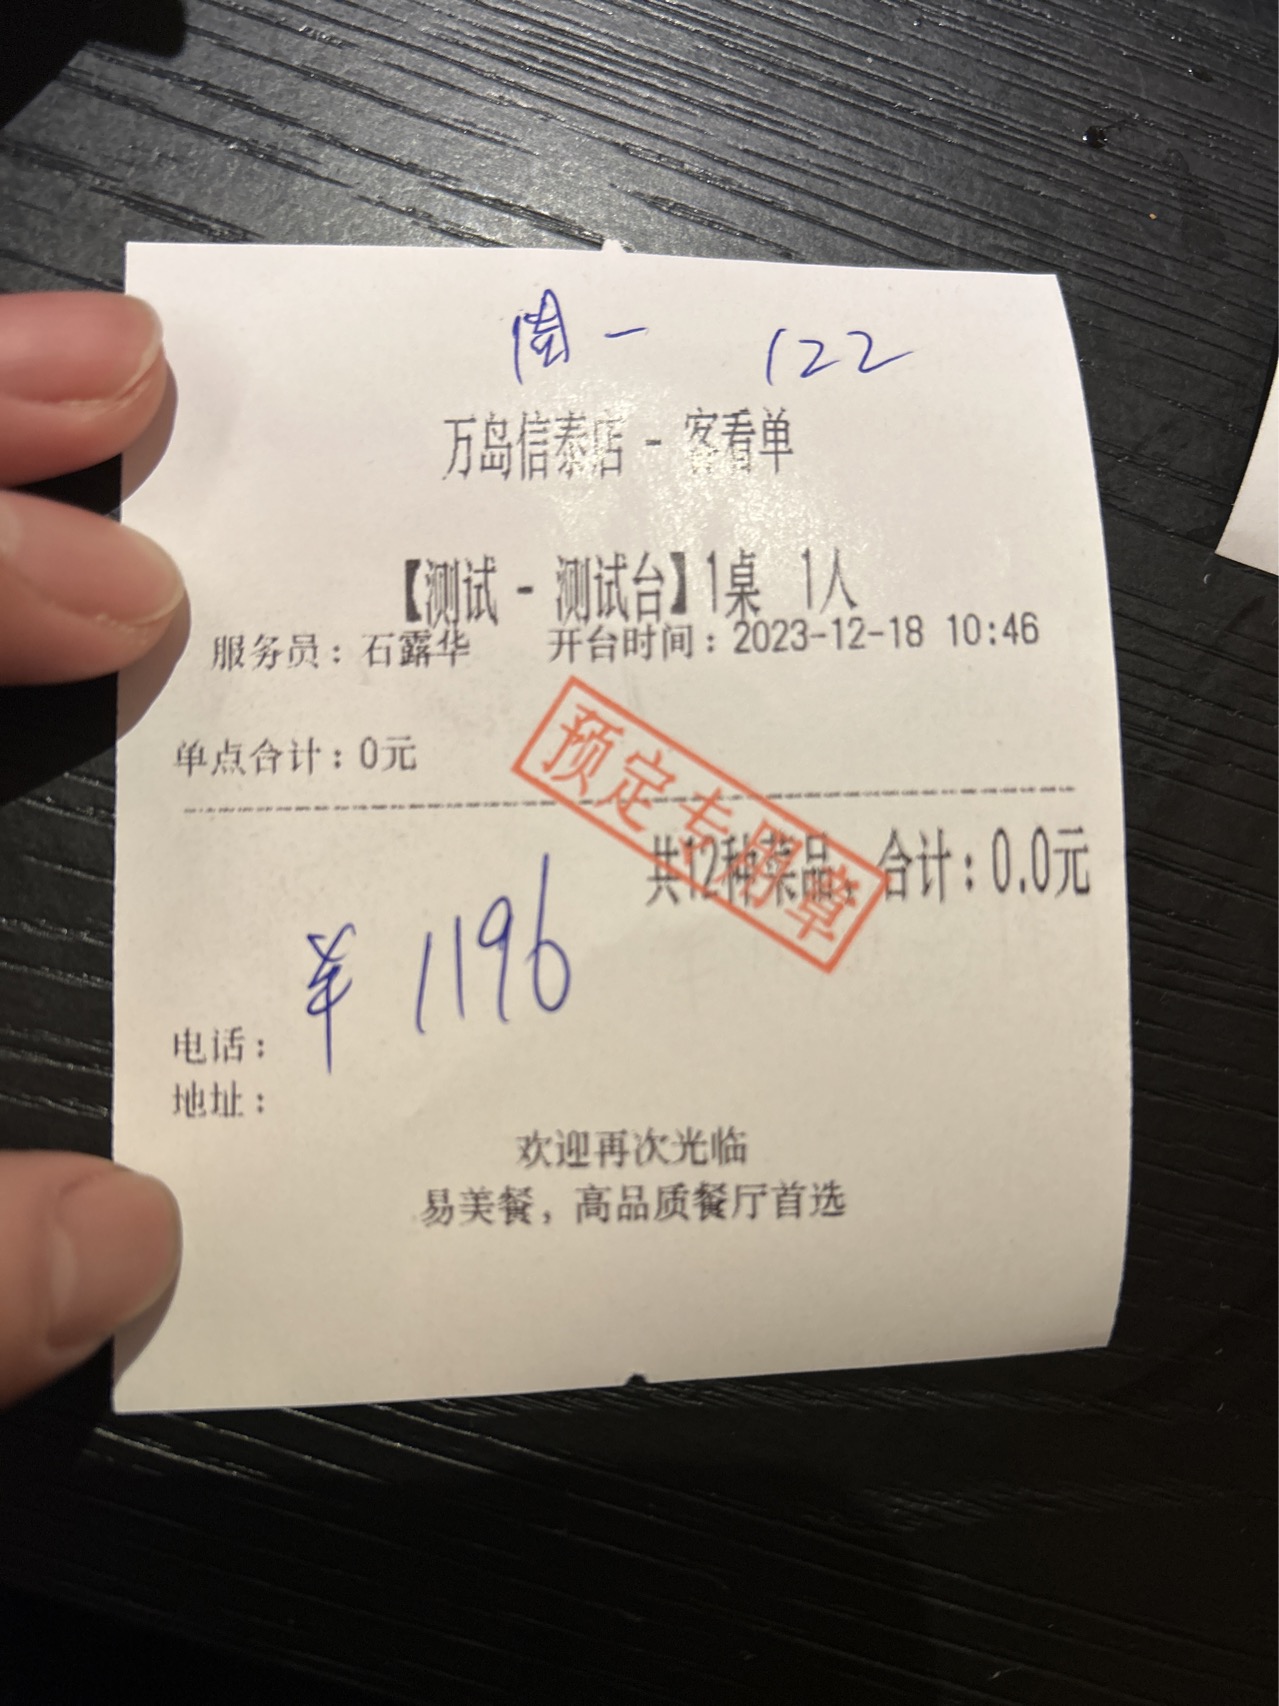 周一 122
万岛信泰店 - 客看单
【测试 - 测试台】1桌 1人
服务员：石露华 开台时间：2023-12-18 10:46
单点合计：0元
预定专用章
共12种菜品，合计：0.0元
¥ 1196
电话：
地址：
欢迎再次光临
易美餐，高品质餐厅首选